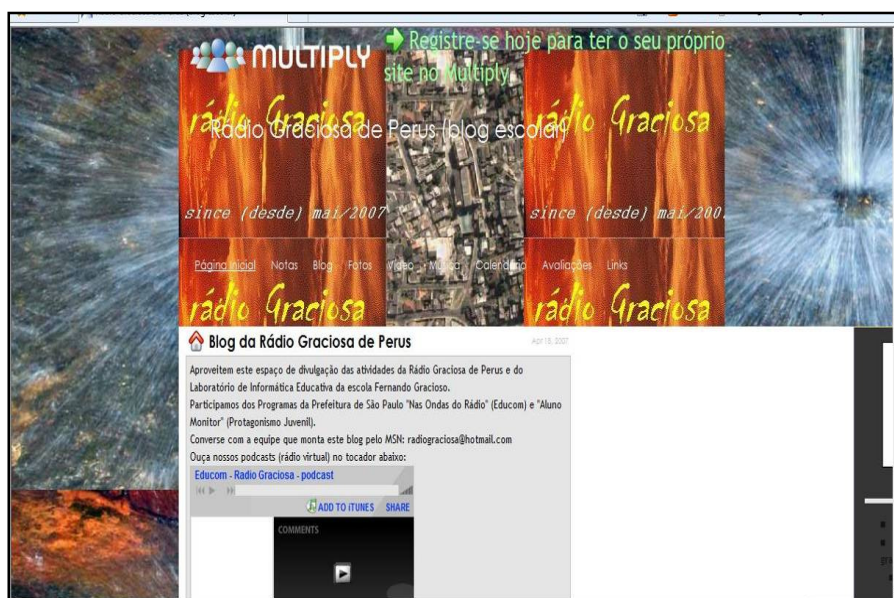 MULTIPLY
Registre-se hoje para ter o seu próprio
site no Multiply
rádio Graciosa
rádio Graciosa
Rádio Graciosa de Perus (blog escolar)
since (desde) mai/2007
since (desde) mai/200
Página Inicial Notas Blog Fotos Vídeo Música Calendário Avaliações Links
rádio Graciosa
rádio Graciosa
Blog da Rádio Graciosa de Perus
Apr 13, 2007
Aproveitem este espaço de divulgação das atividades da Rádio Graciosa de Perus e do
Laboratório de Informática Educativa da escola Fernando Gracioso.
Participamos dos Programas da Prefeitura de São Paulo "Nas Ondas do Rádio" (Educom) e "Aluno
Monitor" (Protagonismo Juvenil).
Converse com a equipe que monta este blog pelo MSN: radiograciosa@hotmail.com
Ouça nossos podcasts (rádio virtual) no tocador abaixo:
Educom - Radio Graciosa - podcast
ADD TO iTUNES SHARE
COMMENTS